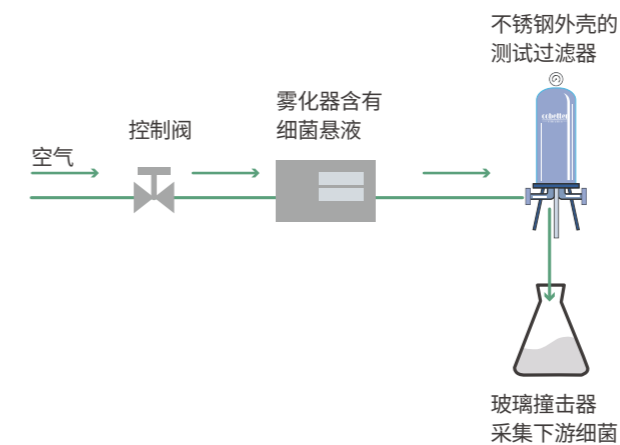 不锈钢外壳的
测试过滤器
雾化器含有
细菌悬液
控制阀
空气
cobetter
玻璃撞击器
采集下游细菌